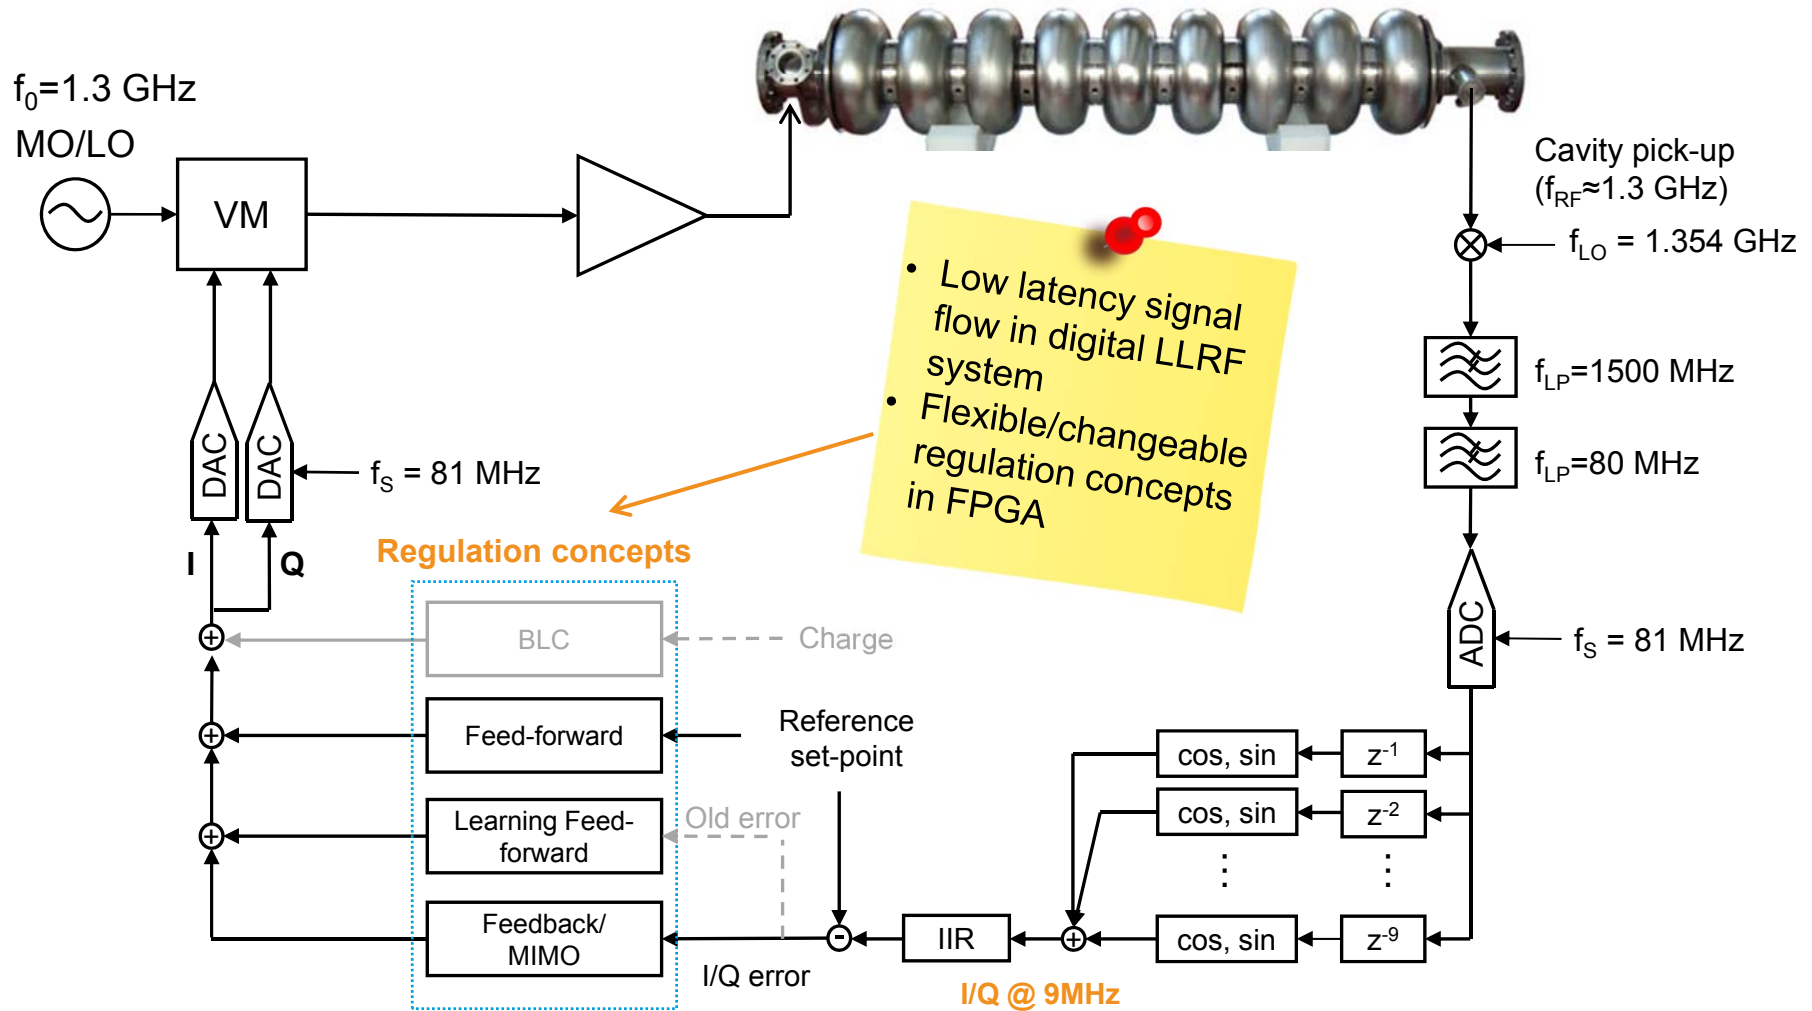 f0=1.3 GHz
MO/LO
VM
Cavity pick-up
(fRF≈1.3 GHz)
fLO = 1.354 GHz
• Low latency signal
flow in digital LLRF
system
• Flexible/changeable
regulation concepts
in FPGA
fLP=1500 MHz
fLP=80 MHz
DAC
DAC
fS = 81 MHz
I
Q
Regulation concepts
ADC
fS = 81 MHz
BLC
Charge
Feed-forward
Reference
set-point
Learning Feed-
forward
Old error
Feedback/
MIMO
I/Q error
-
IIR
+
+
+
+
I/Q @ 9MHz
cos, sin
z-1
cos, sin
z-2
⋮
⋮
cos, sin
z-9